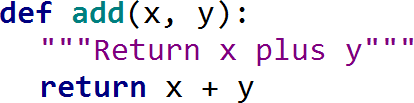 def add(x, y):
    """Return x plus y"""
    return x + y